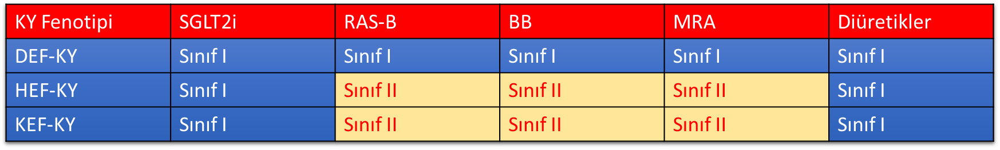 KY Fenotipi SGLT2i RAS-B BB MRA Diüretikler
DEF-KY Sınıf I Sınıf I Sınıf I Sınıf I Sınıf I
HEF-KY Sınıf I Sınıf II Sınıf II Sınıf II Sınıf I
KEF-KY Sınıf I Sınıf II Sınıf II Sınıf II Sınıf I